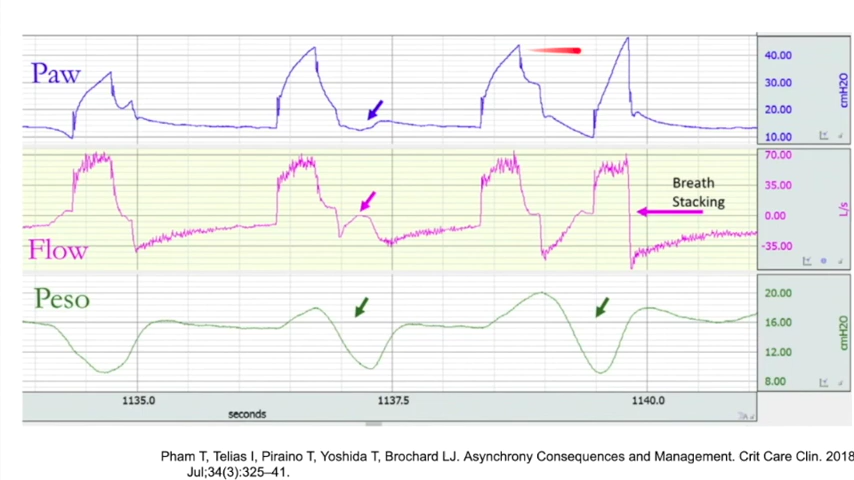 Paw
40.00
30.00
20.00
10.00
cmH2O
Flow
70.00
35.00
0.00
-35.00
L/s
Breath
Stacking
Peso
20.00
16.00
12.00
8.00
cmH2O
1135.0
1137.5
1140.0
seconds
Pham T, Telias I, Piraino T, Yoshida T, Brochard LJ. Asynchrony Consequences and Management. Crit Care Clin. 2018
Jul;34(3):325–41.